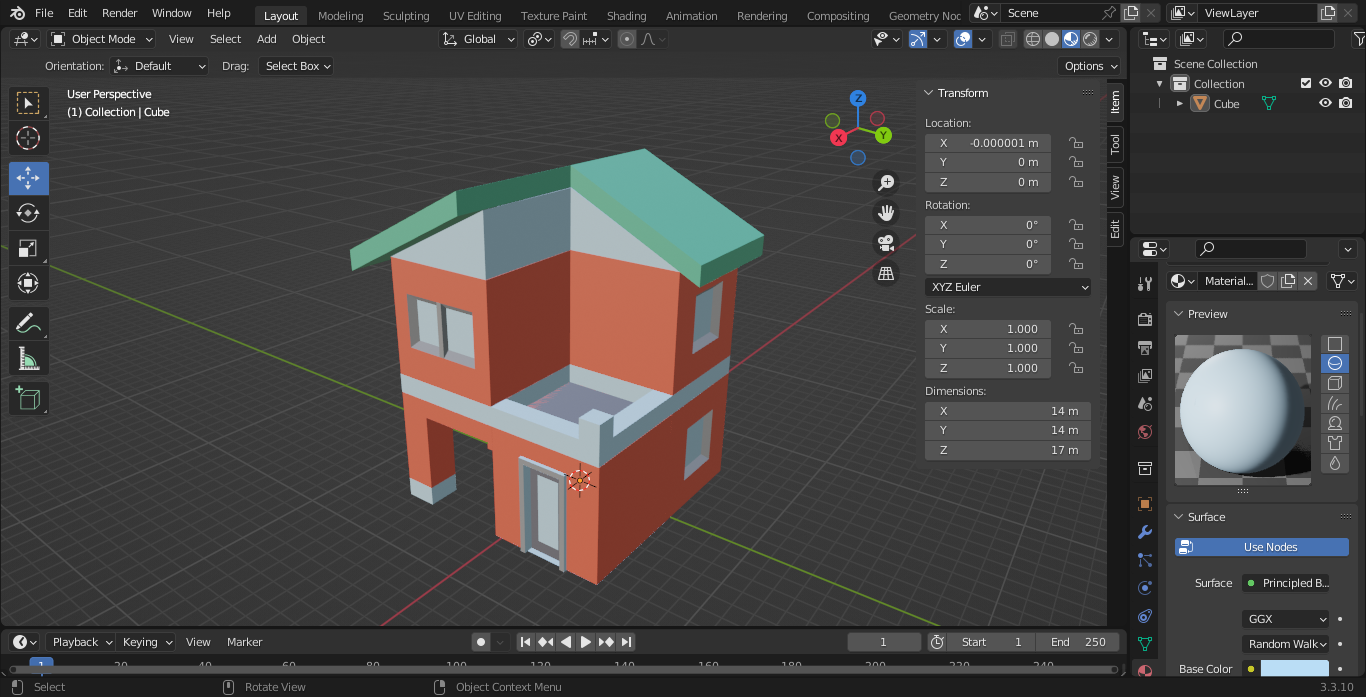 File Edit Render Window Help Layout Modeling Sculpting UV Editing Texture Paint Shading Animation Rendering Compositing Geometry Noc Scene ViewLayer
Object Mode View Select Add Object Global
Orientation: Default Drag: Select Box Options
User Perspective
(1) Collection | Cube
Z
X
Y
Transform
Location:
X -0.000001 m
Y 0 m
Z 0 m
Rotation:
X 0°
Y 0°
Z 0°
XYZ Euler
Scale:
X 1.000
Y 1.000
Z 1.000
Dimensions:
X 14 m
Y 14 m
Z 17 m
Item
Tool
View
Edit
Scene Collection
Collection
Cube
Material...
Preview
Surface
Use Nodes
Surface Principled B...
GGX
Random Walk
Base Color
Playback Keying View Marker 1 Start 1 End 250
1 20 40 60 80 100 120 140 160 180 200 220 240
Select Rotate View Object Context Menu 3.3.10